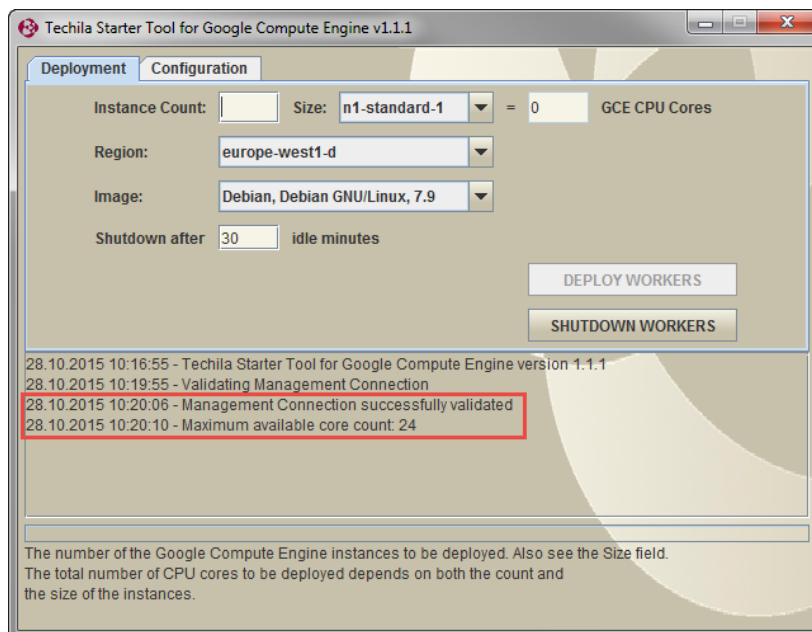 Techila Starter Tool for Google Compute Engine v1.1.1
Deployment Configuration
Instance Count: Size: n1-standard-1 = 0 GCE CPU Cores
Region: europe-west1-d
Image: Debian, Debian GNU/Linux, 7.9
Shutdown after 30 idle minutes
DEPLOY WORKERS
SHUTDOWN WORKERS
28.10.2015 10:16:55 - Techila Starter Tool for Google Compute Engine version 1.1.1
28.10.2015 10:19:55 - Validating Management Connection
28.10.2015 10:20:06 - Management Connection successfully validated
28.10.2015 10:20:10 - Maximum available core count: 24
The number of the Google Compute Engine instances to be deployed. Also see the Size field.
The total number of CPU cores to be deployed depends on both the count and
the size of the instances.